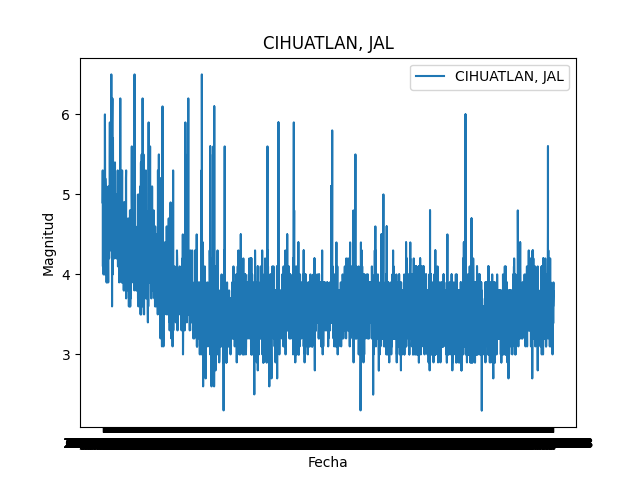 CIHUATLAN, JAL
CIHUATLAN, JAL
6
5
4
3
Magnitud
Fecha